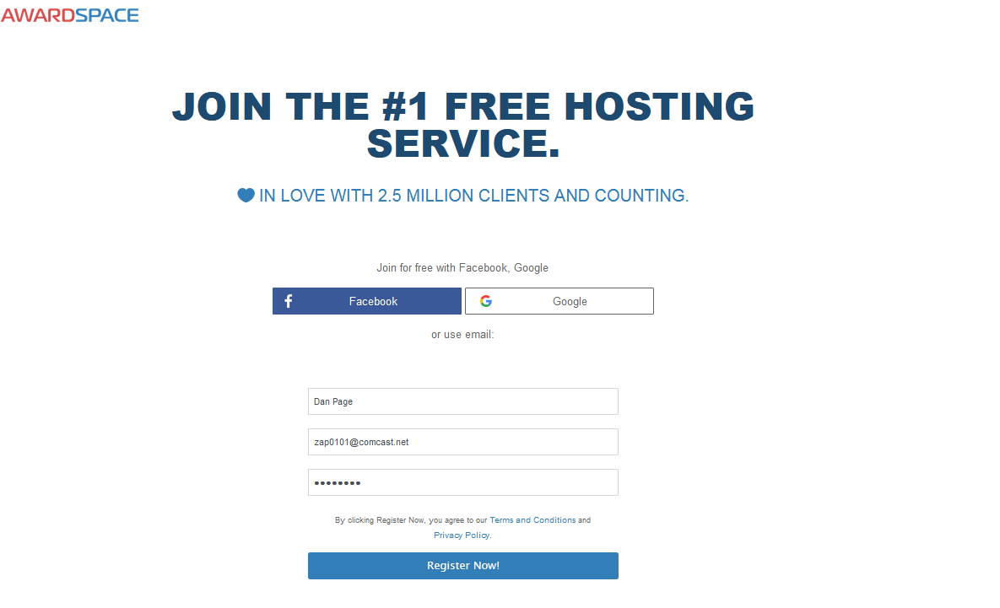 AWARDSPACE
JOIN THE #1 FREE HOSTING
SERVICE.
IN LOVE WITH 2.5 MILLION CLIENTS AND COUNTING.
Join for free with Facebook, Google
Facebook
Google
or use email:
Dan Page
zap0101@comcast.net
••••••••
By clicking Register Now, you agree to our Terms and Conditions and
Privacy Policy.
Register Now!